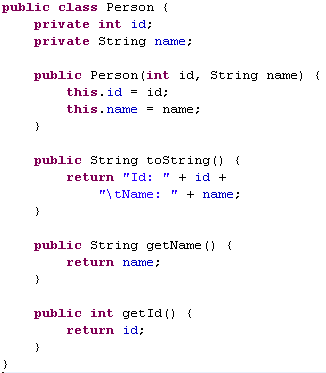 public class Person {
    private int id;
    private String name;

    public Person(int id, String name) {
        this.id = id;
        this.name = name;
    }

    public String toString() {
        return "Id: " + id +
            "\tName: " + name;
    }

    public String getName() {
        return name;
    }

    public int getId() {
        return id;
    }
}